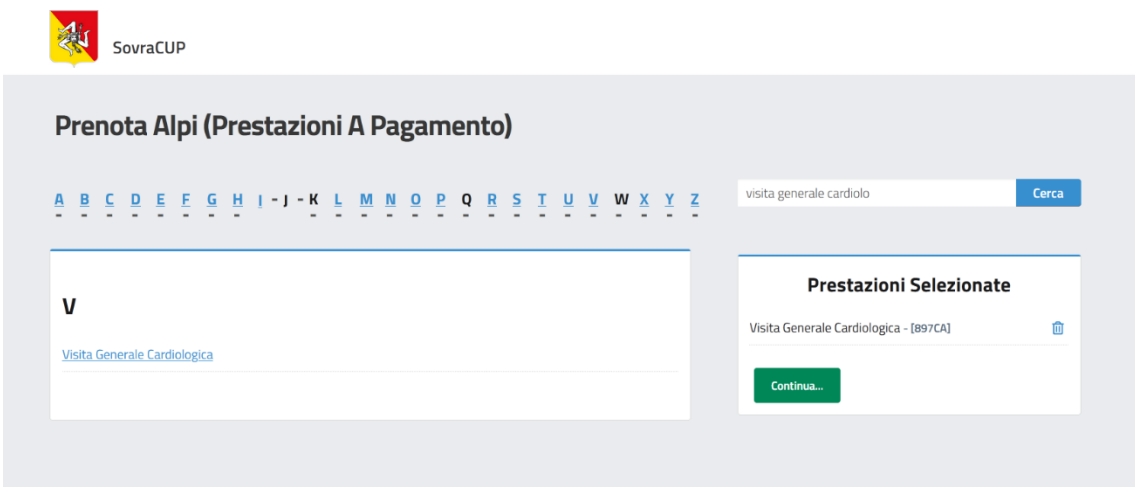 SovraCUP
Prenota Alpi (Prestazioni A Pagamento)
A B C D E F G H I - J - K L M N O P Q R S T U V W X Y Z
- - - - - - - - - - - - - - - - - - - - - - - -
visita generale cardiolo
Cerca
V
Visita Generale Cardiologica
Prestazioni Selezionate
Visita Generale Cardiologica - [897CA]
Continua...